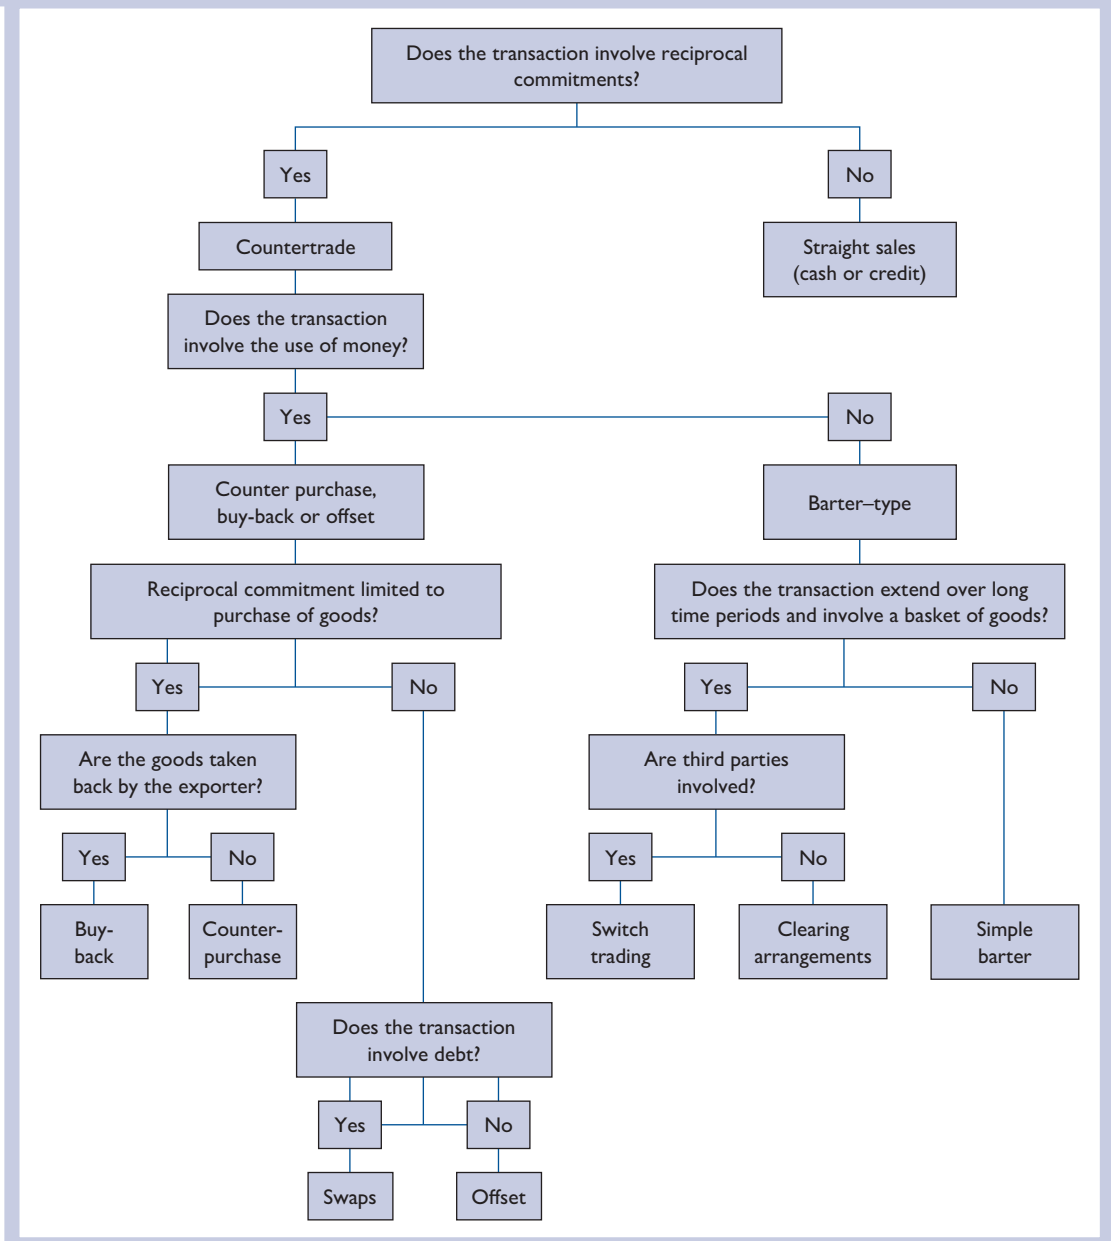 Does the transaction involve reciprocal
commitments?
Yes
No
Countertrade
Straight sales
(cash or credit)
Does the transaction
involve the use of money?
Yes
No
Counter purchase,
buy-back or offset
Barter–type
Reciprocal commitment limited to
purchase of goods?
Does the transaction extend over long
time periods and involve a basket of goods?
Yes
No
Yes
No
Are the goods taken
back by the exporter?
Are third parties
involved?
Yes
No
Yes
No
Buy-
back
Counter-
purchase
Switch
trading
Clearing
arrangements
Simple
barter
Does the transaction
involve debt?
Yes
No
Swaps
Offset